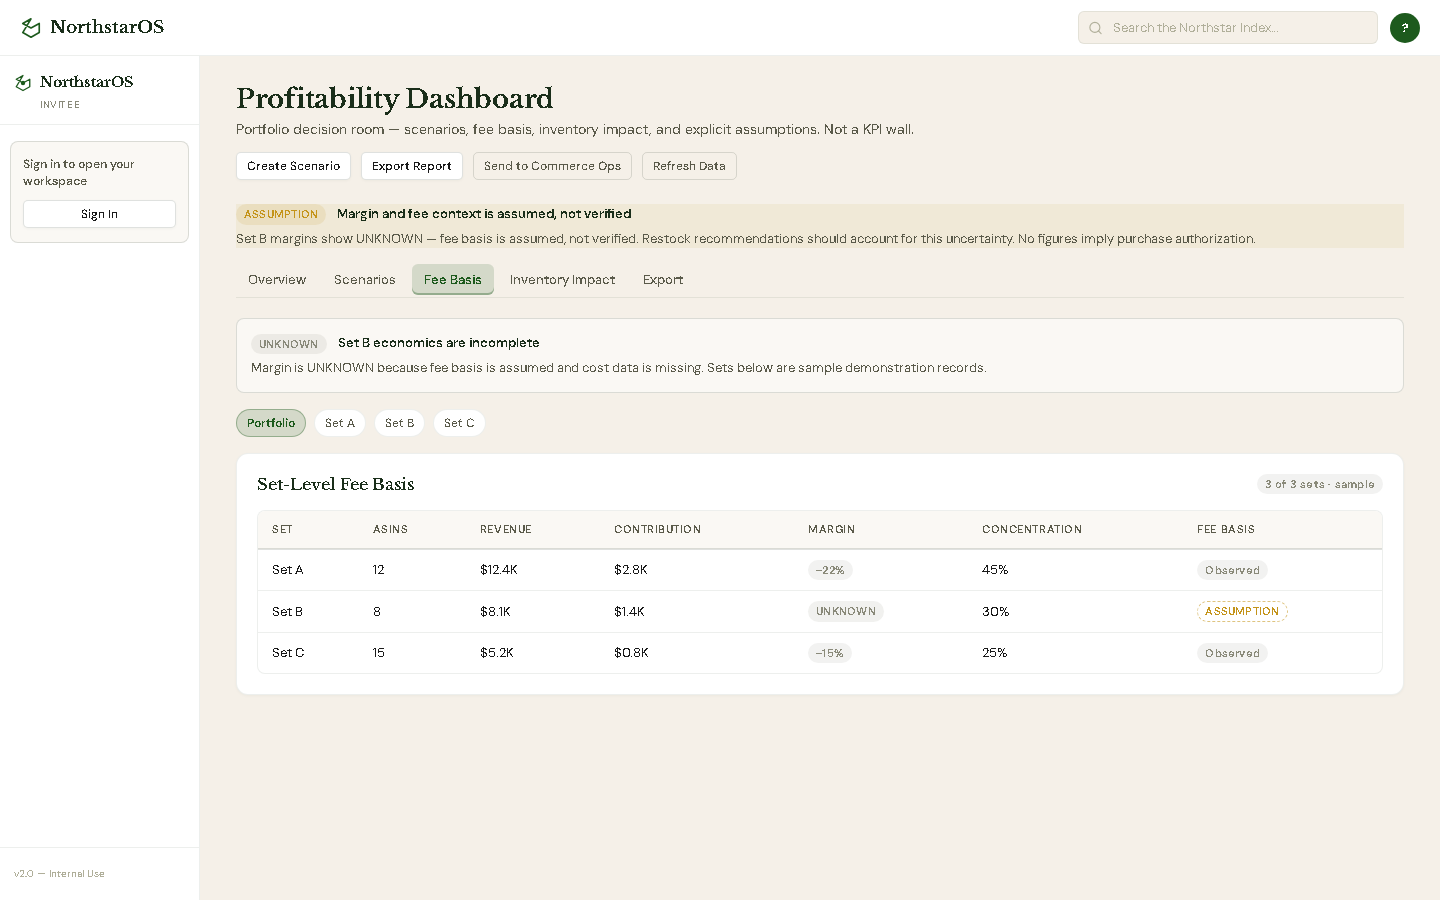 NorthstarOS
Search the Northstar Index...
?
NorthstarOS
INVITEE
Sign in to open your
workspace
Sign In
v2.0 — Internal Use
Profitability Dashboard
Portfolio decision room — scenarios, fee basis, inventory impact, and explicit assumptions. Not a KPI wall.
Create Scenario
Export Report
Send to Commerce Ops
Refresh Data
ASSUMPTION Margin and fee context is assumed, not verified
Set B margins show UNKNOWN — fee basis is assumed, not verified. Restock recommendations should account for this uncertainty. No figures imply purchase authorization.
Overview Scenarios Fee Basis Inventory Impact Export
UNKNOWN Set B economics are incomplete
Margin is UNKNOWN because fee basis is assumed and cost data is missing. Sets below are sample demonstration records.
Portfolio Set A Set B Set C
Set-Level Fee Basis
3 of 3 sets · sample
SET ASINS REVENUE CONTRIBUTION MARGIN CONCENTRATION FEE BASIS
Set A 12 $12.4K $2.8K ~22% 45% Observed
Set B 8 $8.1K $1.4K UNKNOWN 30% ASSUMPTION
Set C 15 $5.2K $0.8K ~15% 25% Observed